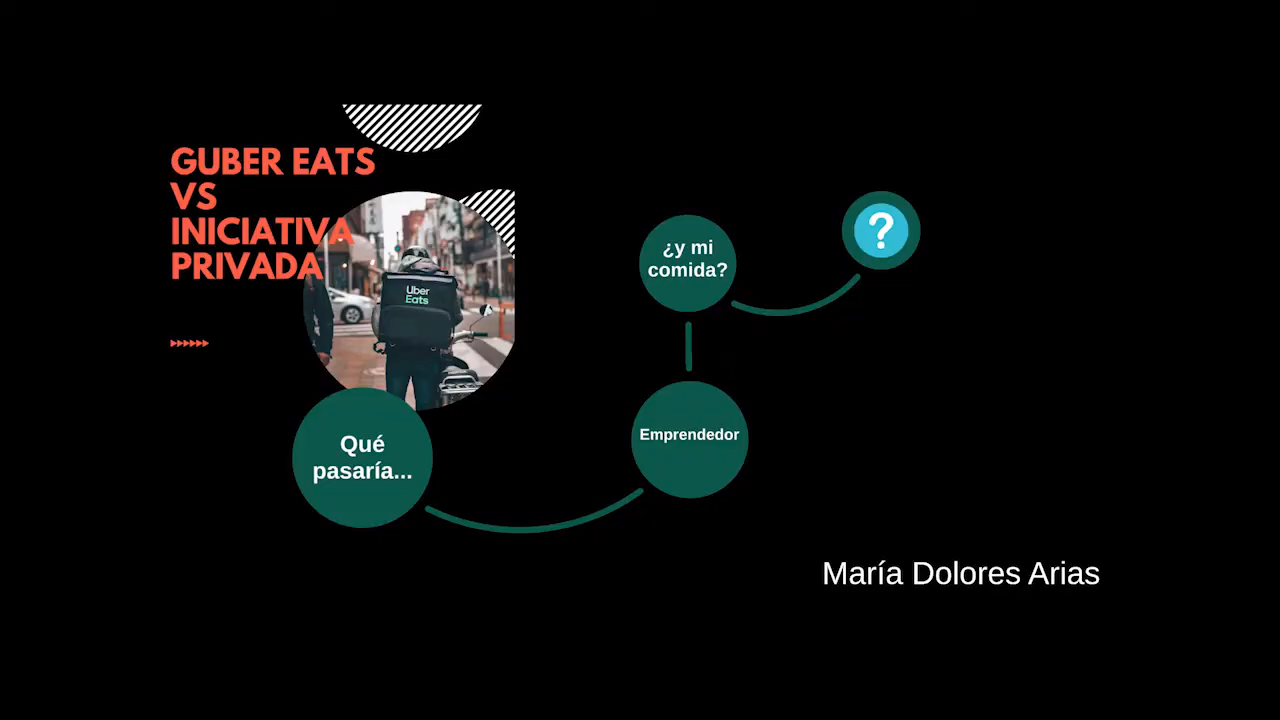 GUBER EATS
VS
INICIATIVA
PRIVADA
Uber
Eats
Qué
pasaría...
Emprendedor
¿y mi
comida?
?
María Dolores Arias